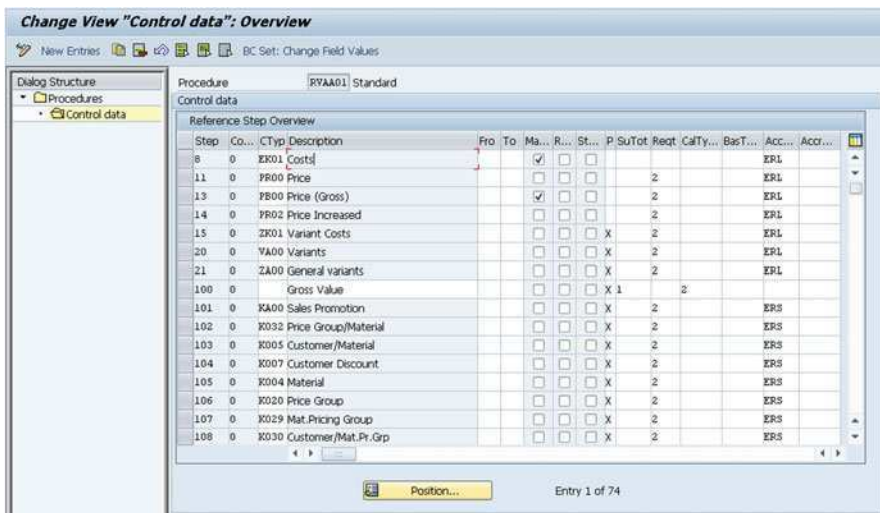 Change View "Control data": Overview
New Entries BC Set: Change Field Values
Dialog Structure
Procedures
Control data
Procedure RVAA01 Standard
Control data
Reference Step Overview
Step Co... CTyp Description Fro To Ma... R... St... P SuTot Reqt CalTy... BasT... Acc... Accr...
8 0 EK01 Costs ERL
11 0 PR00 Price 2 ERL
13 0 PB00 Price (Gross) 2 ERL
14 0 PR02 Price Increased 2 ERL
15 0 ZK01 Variant Costs X 2 ERL
20 0 VA00 Variants X 2 ERL
21 0 ZA00 General variants X 2 ERL
100 0 Gross Value X 1 2
101 0 KA00 Sales Promotion X 2 ERS
102 0 K032 Price Group/Material X 2 ERS
103 0 K005 Customer/Material X 2 ERS
104 0 K007 Customer Discount X 2 ERS
105 0 K004 Material X 2 ERS
106 0 K020 Price Group X 2 ERS
107 0 K029 Mat.Pricing Group X 2 ERS
108 0 K030 Customer/Mat.Pr.Grp X 2 ERS
Position... Entry 1 of 74